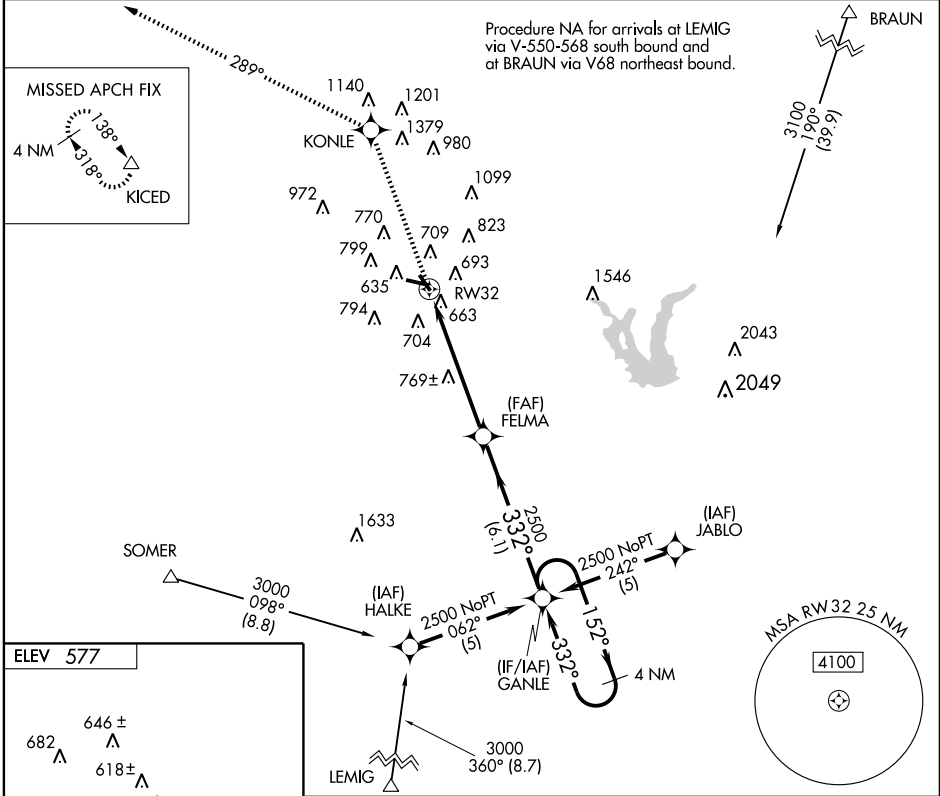 Procedure NA for arrivals at LEMIG
via V-550-568 south bound and
at BRAUN via V68 northeast bound.
BRAUN
3100
190°
(39.9)
289°
MISSED APCH FIX
138°
4 NM
318°
KICED
1140
1201
KONLE
1379
980
1099
972
770
709
823
799
693
635
RW32
663
794
704
1546
2043
2049
769±
(FAF)
FELMA
2500
332°
(6.1)
1633
SOMER
3000
098°
(8.8)
(IAF)
HALKE
2500 NoPT
062°
(5)
(IAF)
JABLO
2500 NoPT
242°
(5)
152°
332°
4 NM
(IF/IAF)
GANLE
MSA RW32 25 NM
4100
ELEV 577
646 ±
682
618±
LEMIG
3000
360° (8.7)